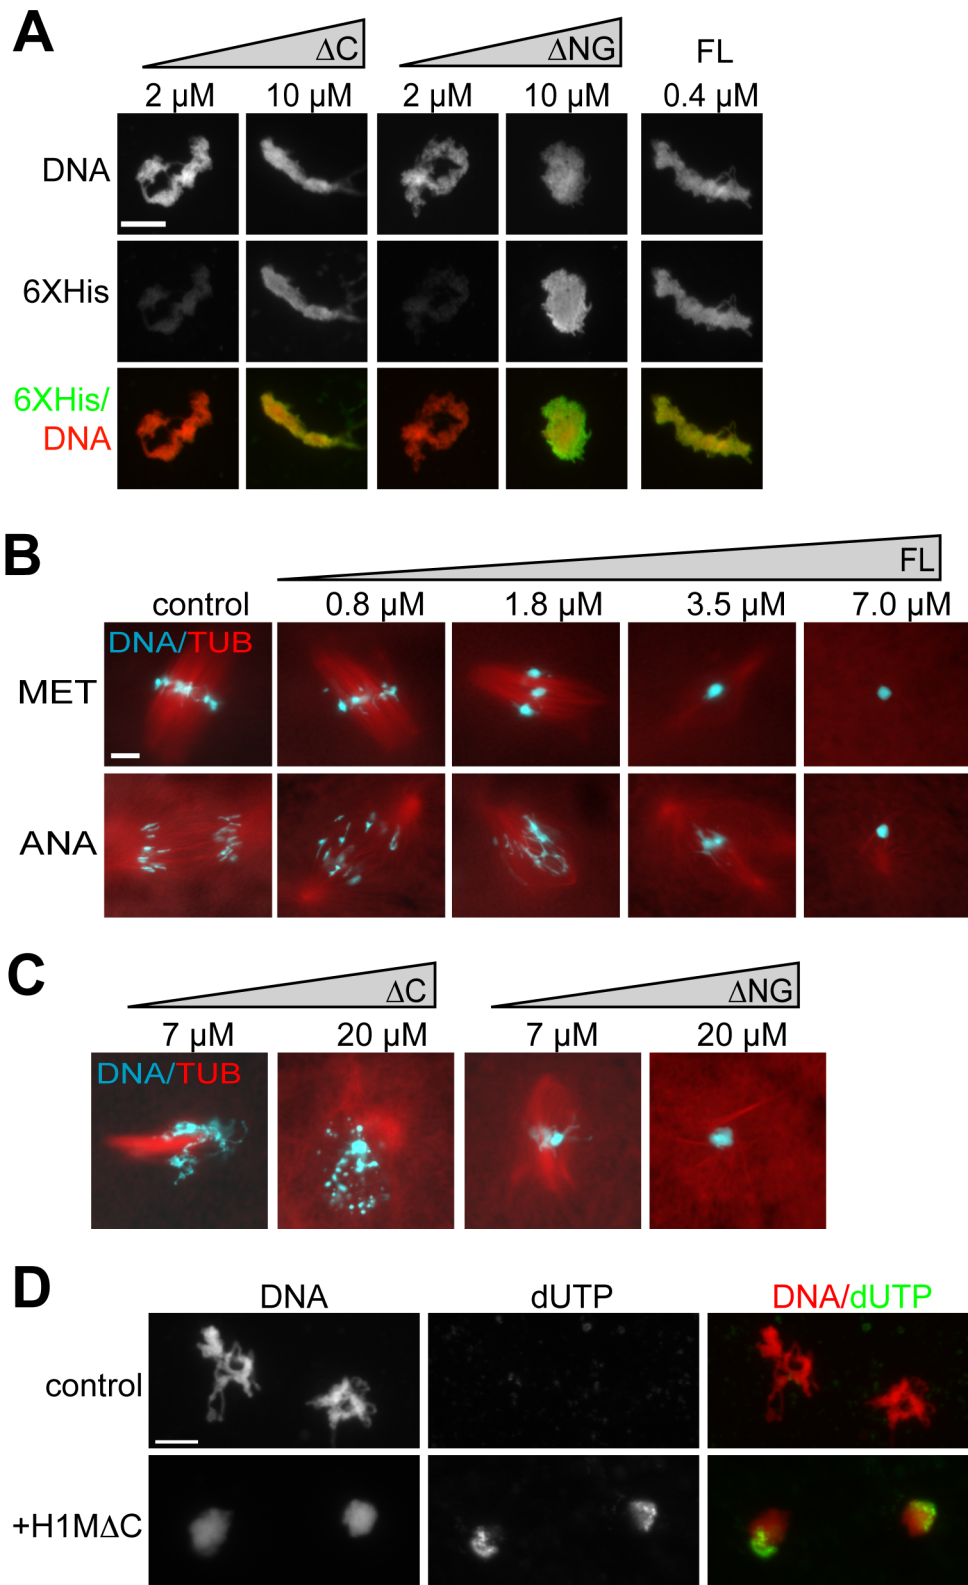 A
ΔC
ΔNG
FL
2 µM
10 µM
2 µM
10 µM
0.4 µM
DNA
6XHis
6XHis/
DNA
B
FL
control
0.8 µM
1.8 µM
3.5 µM
7.0 µM
DNA/TUB
MET
ANA
C
ΔC
ΔNG
7 µM
20 µM
7 µM
20 µM
DNA/TUB
D
DNA
dUTP
DNA/dUTP
control
+H1MΔC